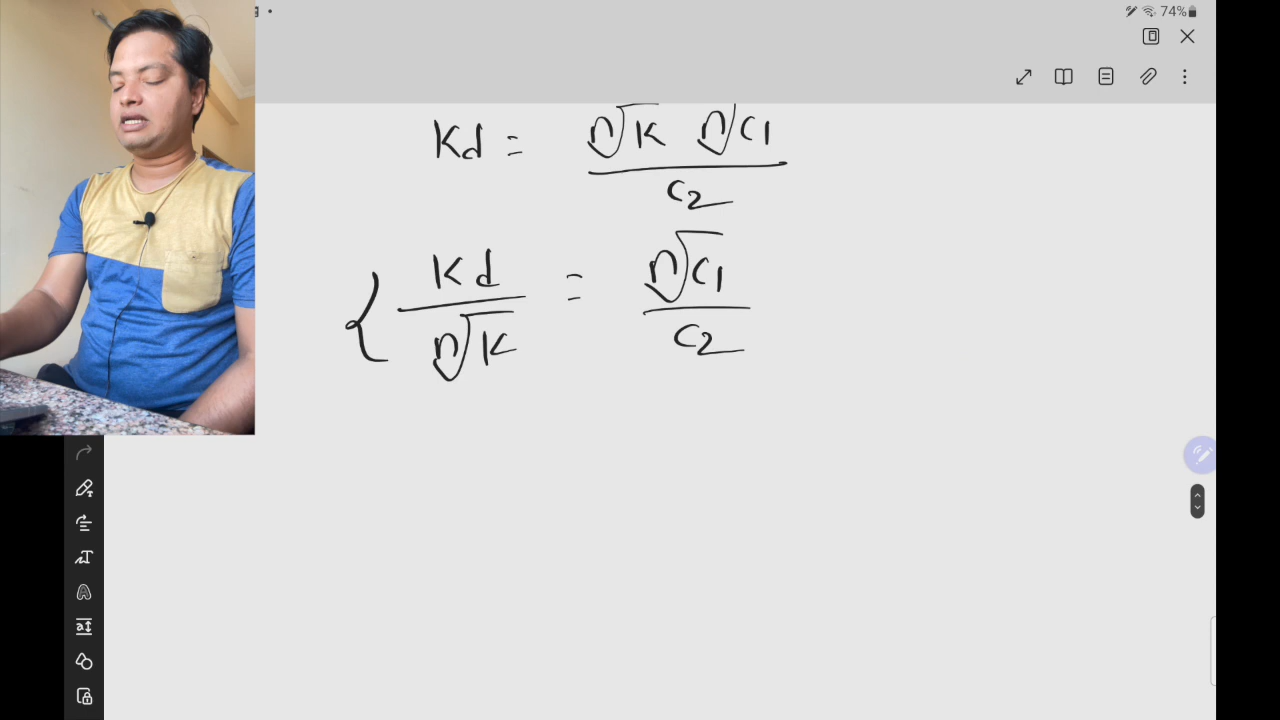 74%
Kd = ⁿ√K ⁿ√C1 / C2
Kd / ⁿ√K = ⁿ√C1 / C2